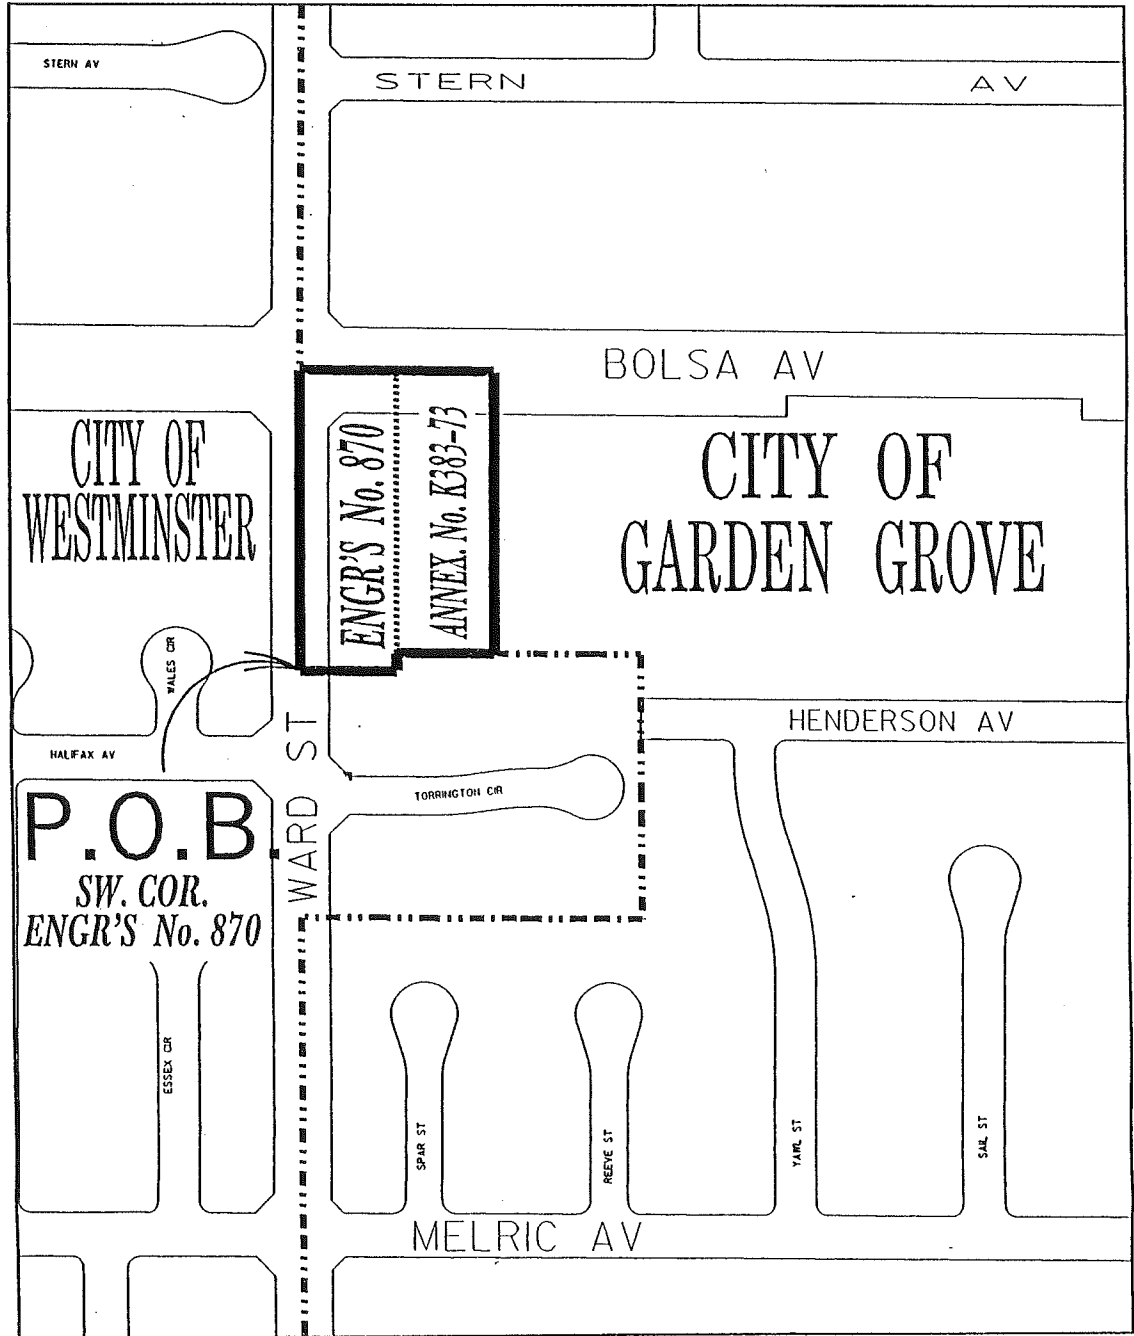 STERN AV
STERN AV
BOLSA AV
CITY OF
WESTMINSTER
ENGR'S No. 870
ANNEX. No. K383-73
CITY OF
GARDEN GROVE
WALES CIR
HALIFAX AV
WARD ST
HENDERSON AV
TORRINGTON CIR
P.O.B.
SW. COR.
ENGR'S No. 870
ESSEX CIR
SPAR ST
REEVE ST
YAWL ST
SAIL ST
MELRIC AV